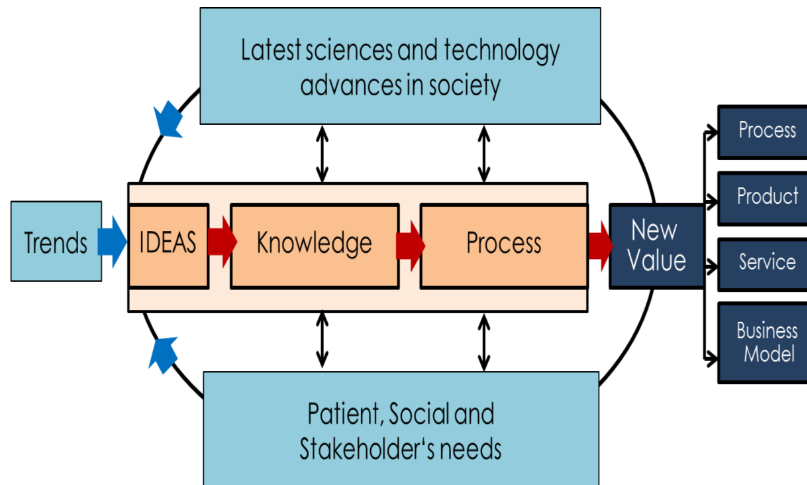 Latest sciences and technology
advances in society
Trends
IDEAS
Knowledge
Process
New
Value
Process
Product
Service
Business
Model
Patient, Social and
Stakeholder's needs